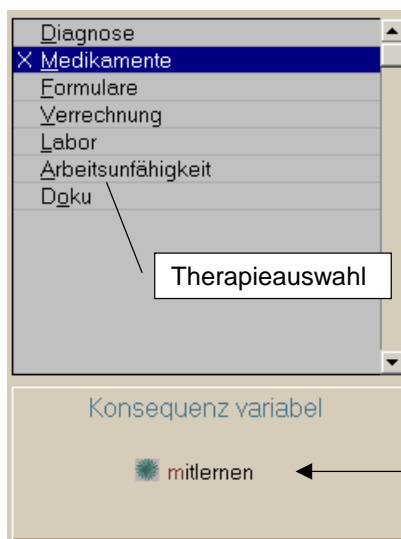 Diagnose
X Medikamente
Formulare
Verrechnung
Labor
Arbeitsunfähigkeit
Doku
Therapieauswahl
Konsequenz variabel
mitlernen